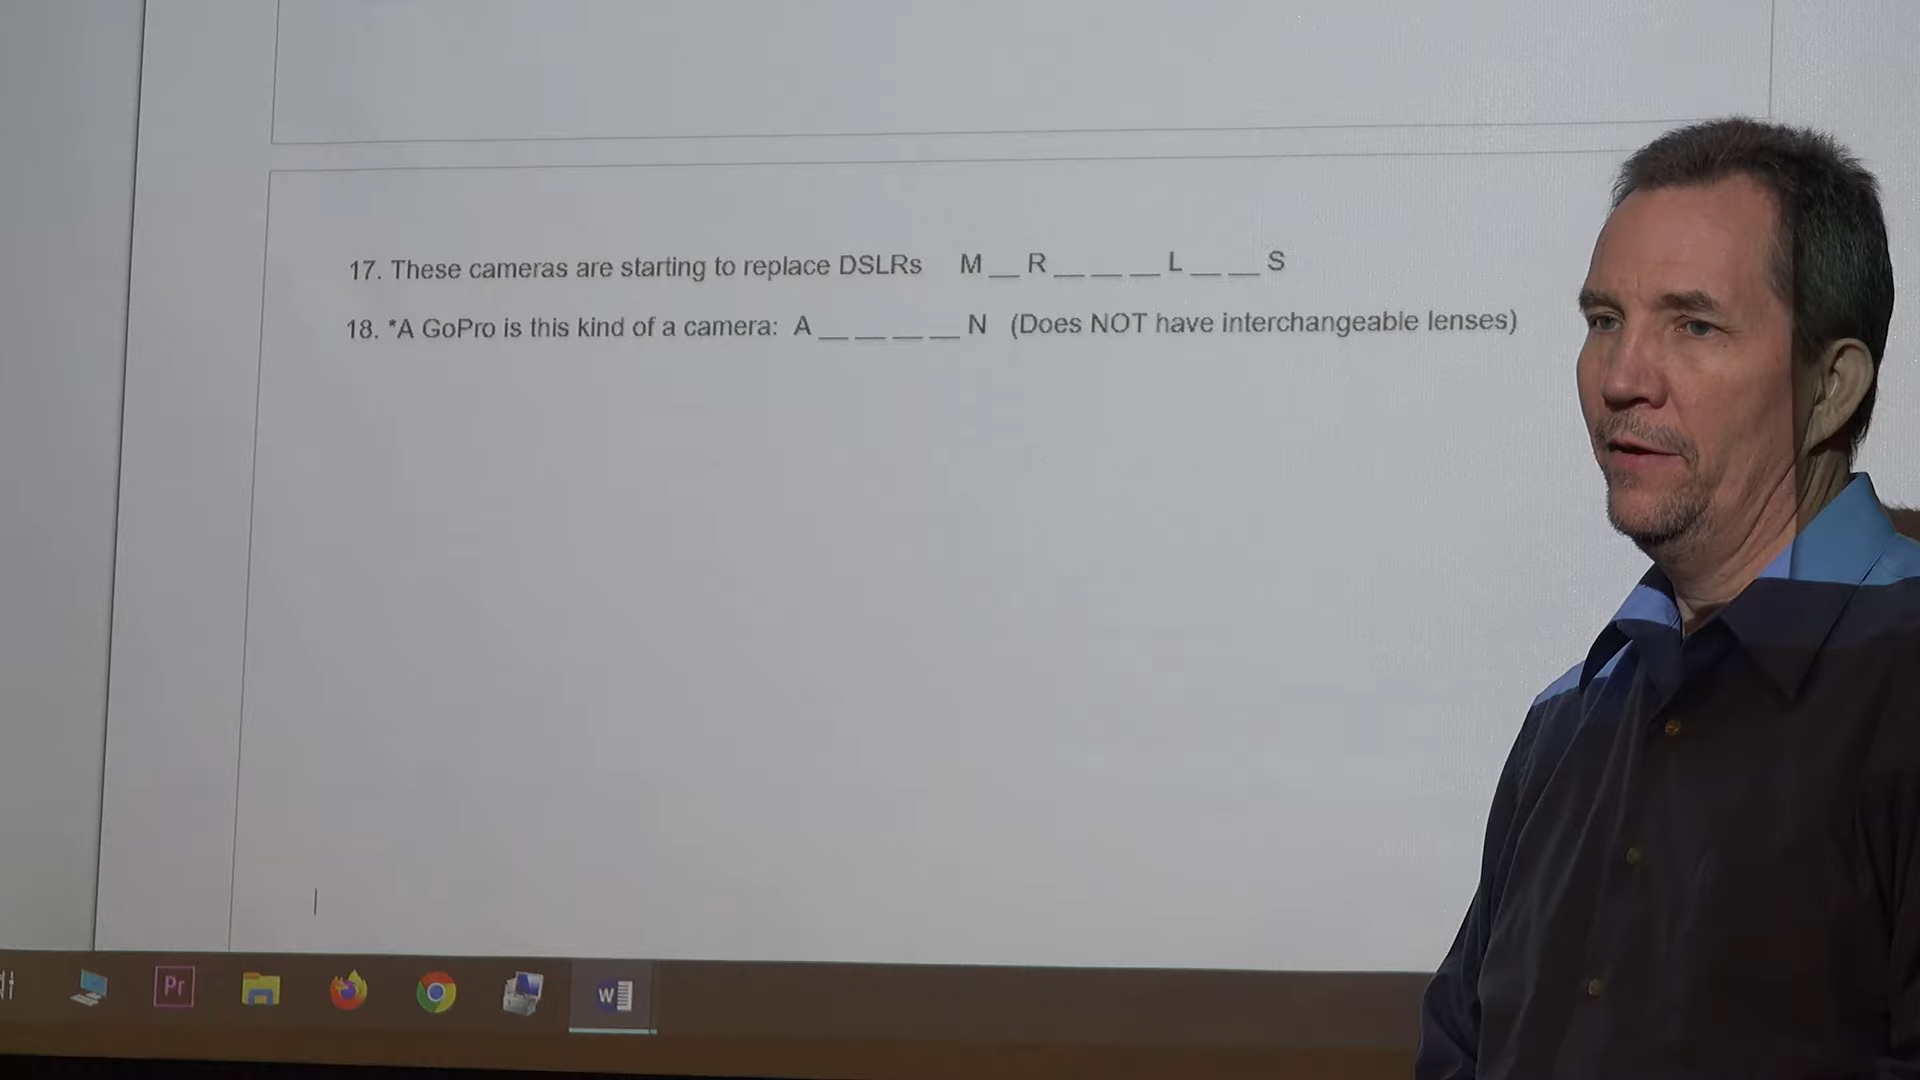 17. These cameras are starting to replace DSLRs M __ R __ __ __ L __ __ S
18. *A GoPro is this kind of a camera: A __ __ __ __ N (Does NOT have interchangeable lenses)
Pr
W